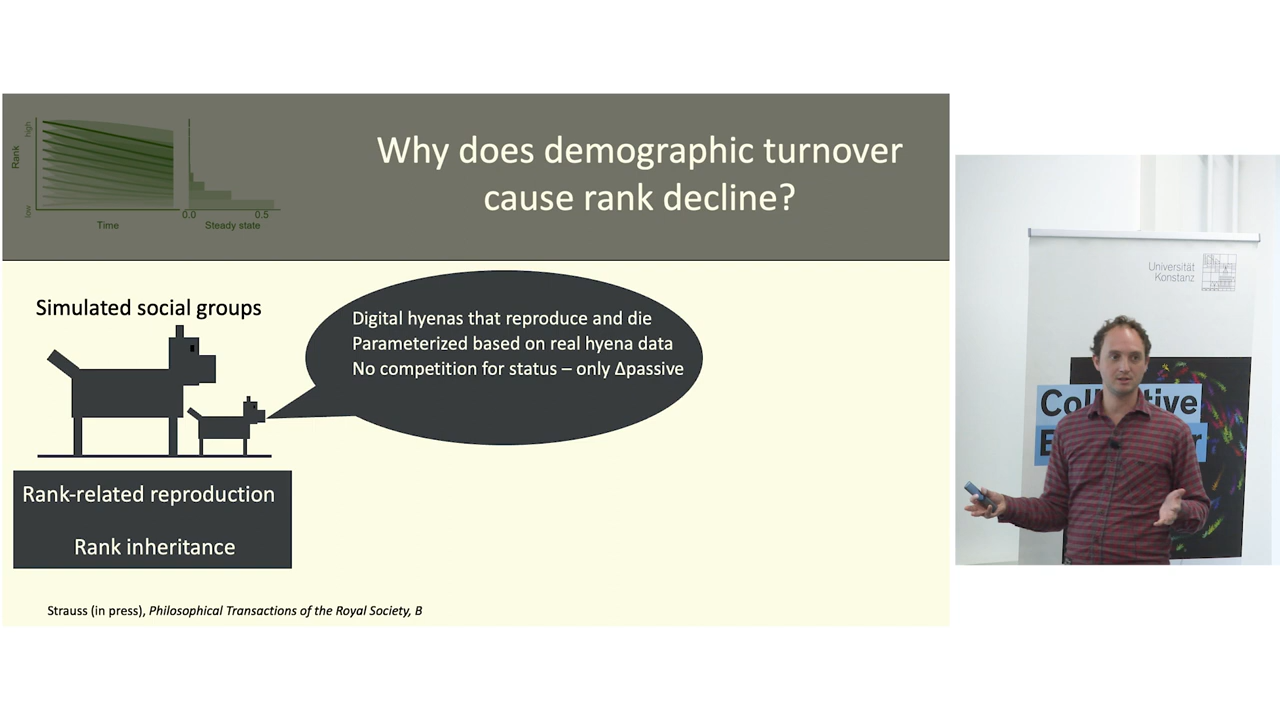 high
Rank
low
Time
0.0
0.5
Steady state
Why does demographic turnover
cause rank decline?
Simulated social groups
Digital hyenas that reproduce and die
Parameterized based on real hyena data
No competition for status – only Δpassive
Rank-related reproduction
Rank inheritance
Strauss (in press), Philosophical Transactions of the Royal Society, B
Universität
Konstanz